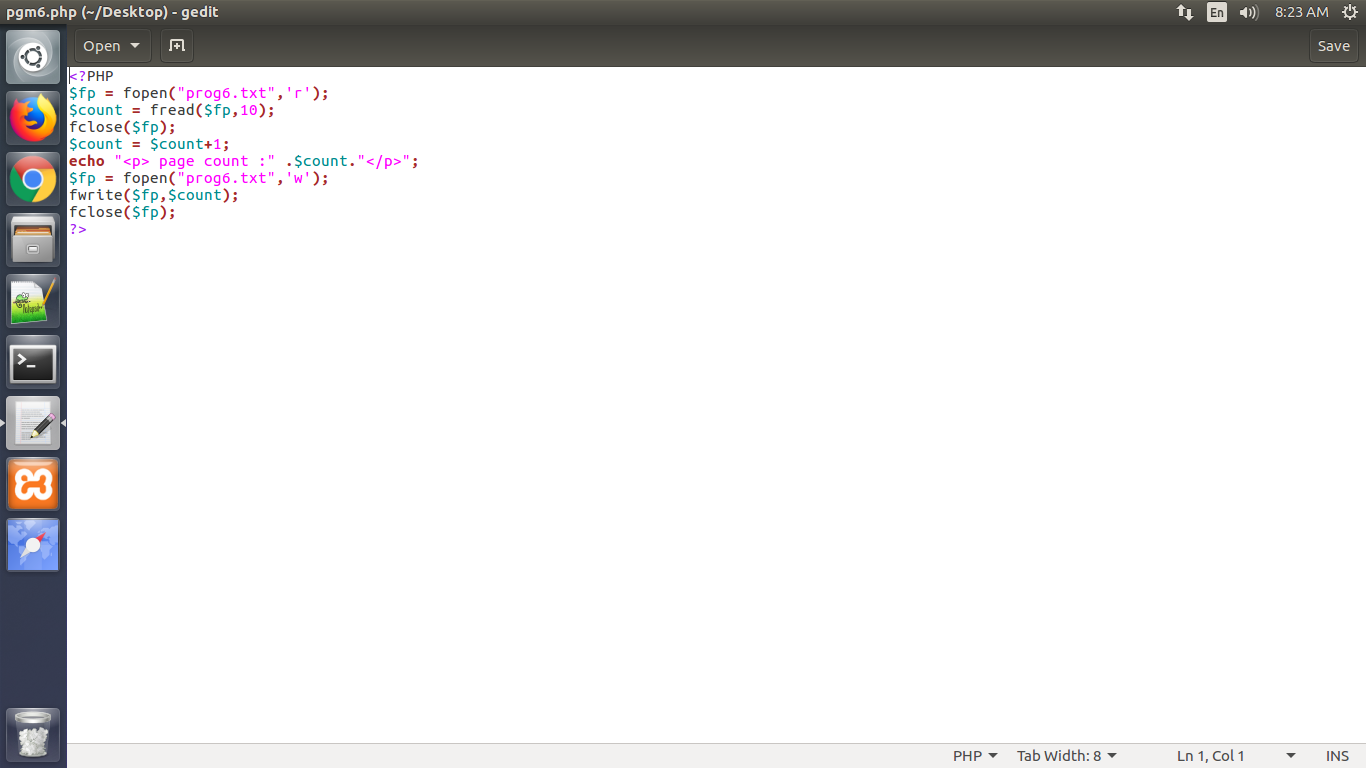 pgm6.php (~/Desktop) - gedit
En
8:23 AM
Open
Save
<?PHP
$fp = fopen("prog6.txt",'r');
$count = fread($fp,10);
fclose($fp);
$count = $count+1;
echo "<p> page count :" .$count."</p>";
$fp = fopen("prog6.txt",'w');
fwrite($fp,$count);
fclose($fp);
?>
PHP
Tab Width: 8
Ln 1, Col 1
INS